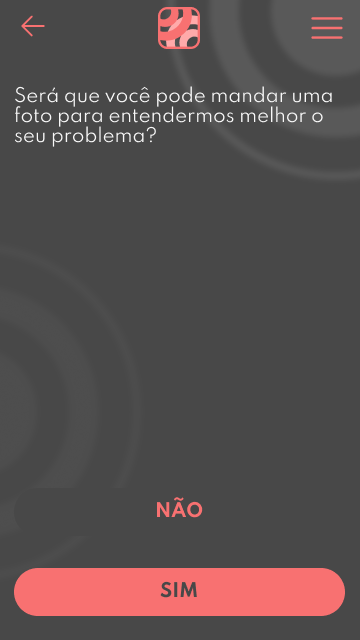 Será que você pode mandar uma
foto para entendermos melhor o
seu problema?
NÃO
SIM